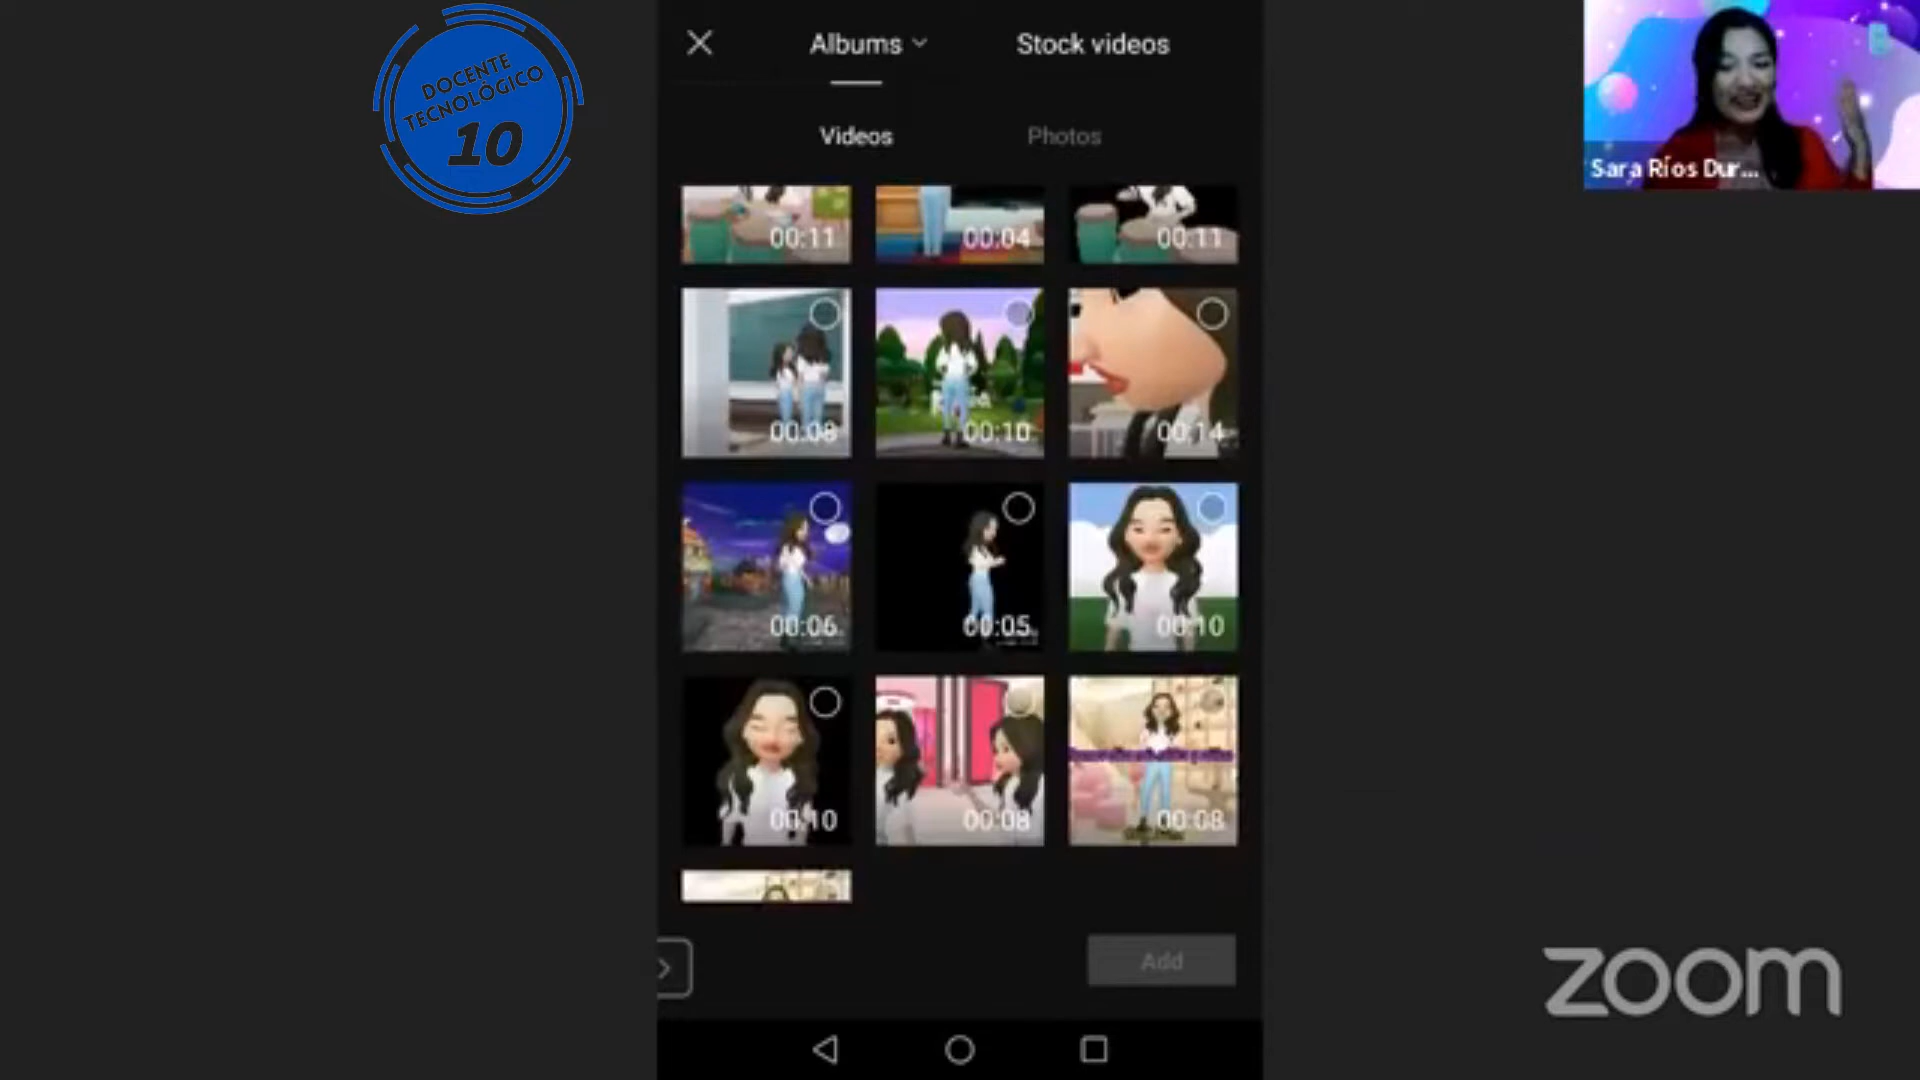 DOCENTE
TECNOLÓGICO
10
Albums
Stock videos
Videos
Photos
Sara Ríos Dur...
00:11
00:04
00:11
00:08
00:10
00:14
00:06
00:05
00:10
00:10
00:08
00:08
Add
zoom